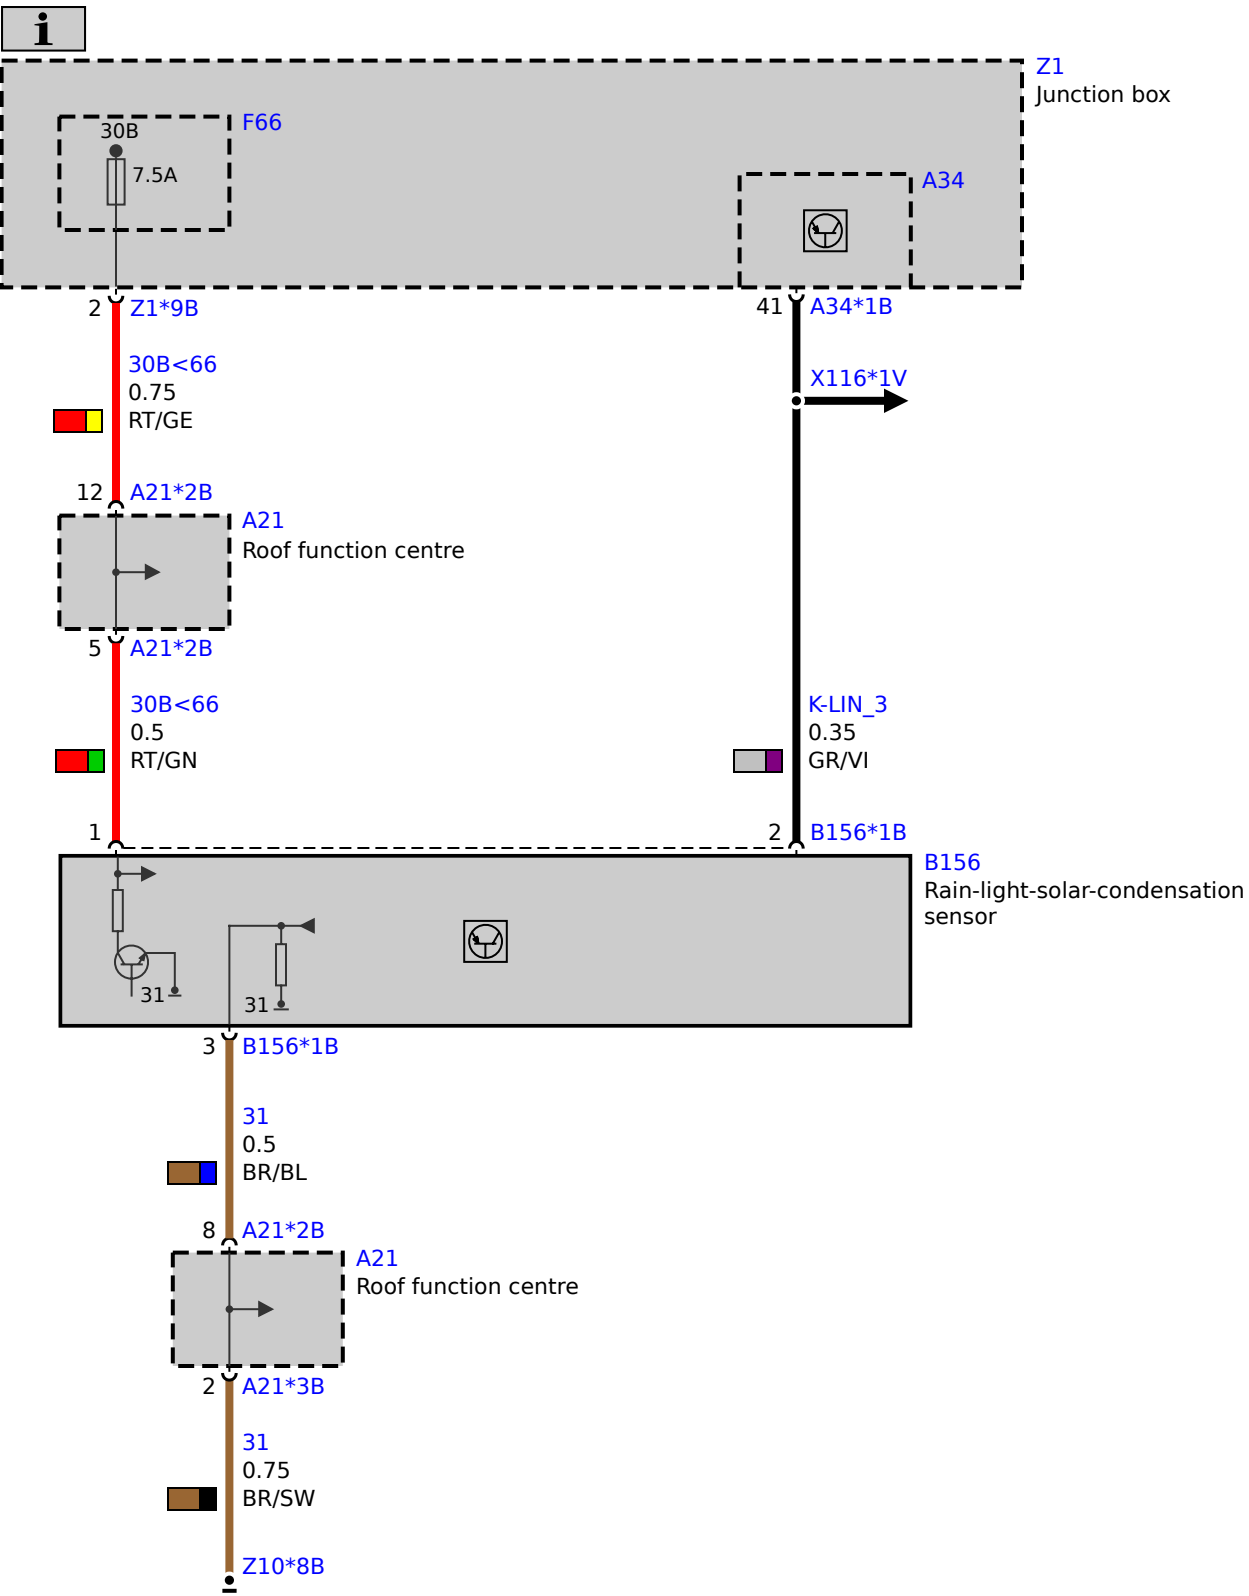 i
Z1
Junction box
F66
30B
7.5A
A34
2 Z1*9B
41 A34*1B
30B<66
0.75
RT/GE
X116*1V
12 A21*2B
A21
Roof function centre
5 A21*2B
30B<66
0.5
RT/GN
K-LIN_3
0.35
GR/VI
1
2 B156*1B
B156
Rain-light-solar-condensation
sensor
31
31
3 B156*1B
31
0.5
BR/BL
8 A21*2B
A21
Roof function centre
2 A21*3B
31
0.75
BR/SW
Z10*8B